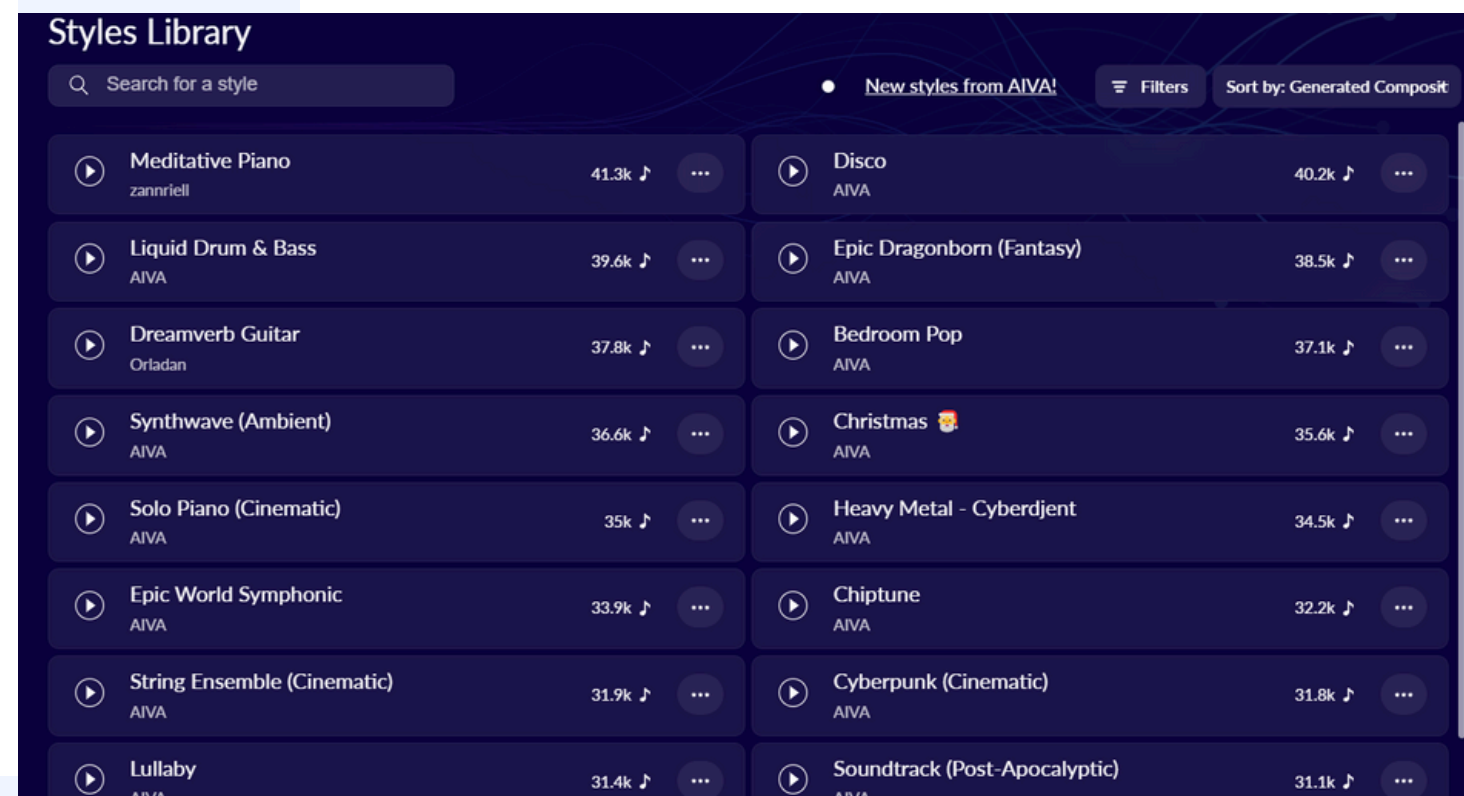 Styles Library
Search for a style
New styles from AIVA!
Filters
Sort by: Generated Composit
Meditative Piano
zannriell
41.3k
Disco
AIVA
40.2k
Liquid Drum & Bass
AIVA
39.6k
Epic Dragonborn (Fantasy)
AIVA
38.5k
Dreamverb Guitar
Orladan
37.8k
Bedroom Pop
AIVA
37.1k
Synthwave (Ambient)
AIVA
36.6k
Christmas 🎅
AIVA
35.6k
Solo Piano (Cinematic)
AIVA
35k
Heavy Metal - Cyberdjent
AIVA
34.5k
Epic World Symphonic
AIVA
33.9k
Chiptune
AIVA
32.2k
String Ensemble (Cinematic)
AIVA
31.9k
Cyberpunk (Cinematic)
AIVA
31.8k
Lullaby
31.4k
Soundtrack (Post-Apocalyptic)
31.1k